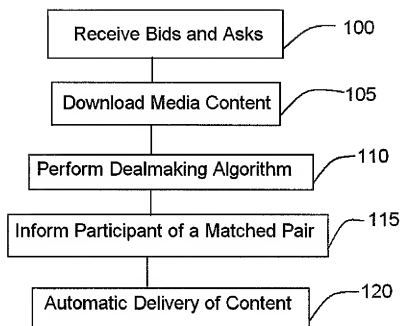 Receive Bids and Asks 100
Download Media Content 105
Perform Dealmaking Algorithm 110
Inform Participant of a Matched Pair 115
Automatic Delivery of Content 120